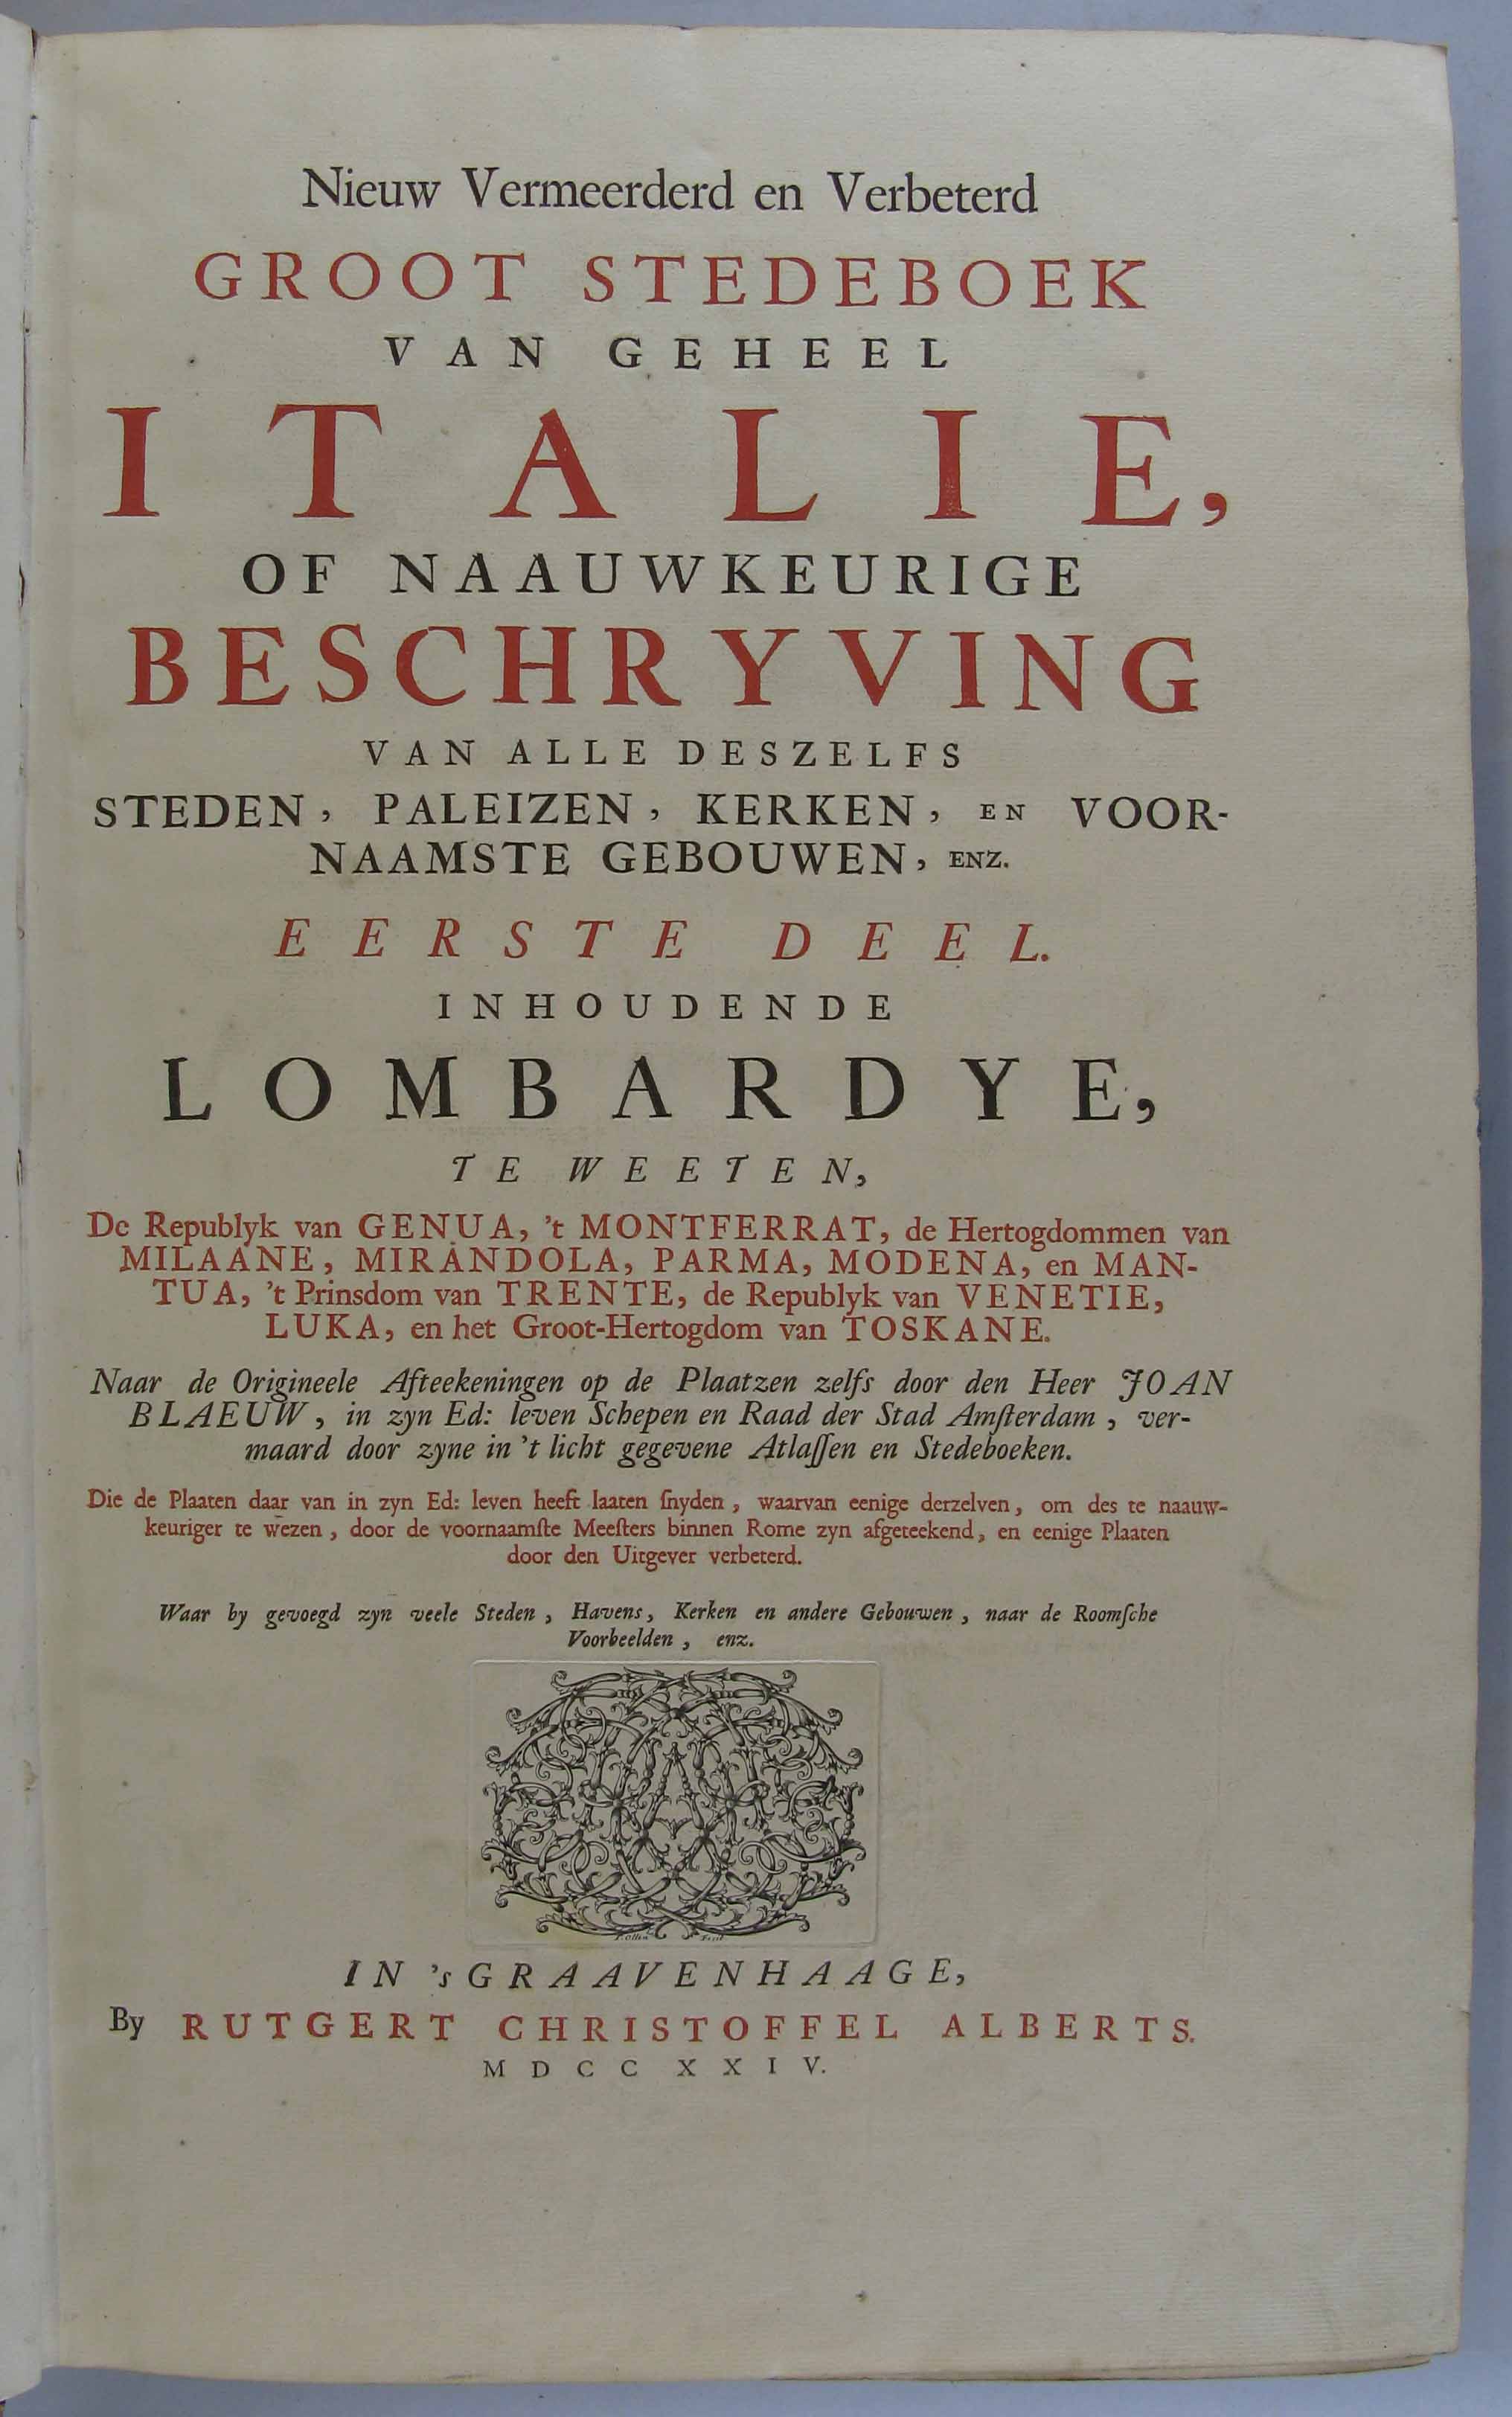 Nieuw Vermeerderd en Verbeterd
GROOT STEDEBOEK
VAN GEHEEL
ITALIE,
OF NAAUWKEURIGE
BESCHRYVING
VAN ALLE DESZELFS
STEDEN, PALEIZEN, KERKEN, EN VOOR-
NAAMSTE GEBOUWEN, ENZ.
EERSTE DEEL.
INHOUDENDE
LOMBARDYE,
TE WEETEN,
De Republyk van GENUA, 't MONTFERRAT, de Hertogdommen van
MILAANE, MIRANDOLA, PARMA, MODENA, en MAN-
TUA, 't Prinsdom van TRENTE, de Republyk van VENETIE,
LUKA, en het Groot-Hertogdom van TOSKANE.
Naar de Origineele Afteekeningen op de Plaatzen zelfs door den Heer JOAN
BLAEUW, in zyn Ed: leven Schepen en Raad der Stad Amſterdam, ver-
maard door zyne in 't licht gegevene Atlaſſen en Stedeboeken.
Die de Plaaten daar van in zyn Ed: leven heeft laaten ſnyden, waarvan eenige derzelven, om des te naauw-
keuriger te wezen, door de voornaamſte Meeſters binnen Rome zyn afgeteekend, en eenige Plaaten
door den Uitgever verbeterd.
Waar by gevoegd zyn veele Steden, Havens, Kerken en andere Gebouwen, naar de Roomſche
Voorbeelden, enz.
IN 's GRAAVENHAAGE,
By RUTGERT CHRISTOFFEL ALBERTS.
MDCCXXIV.